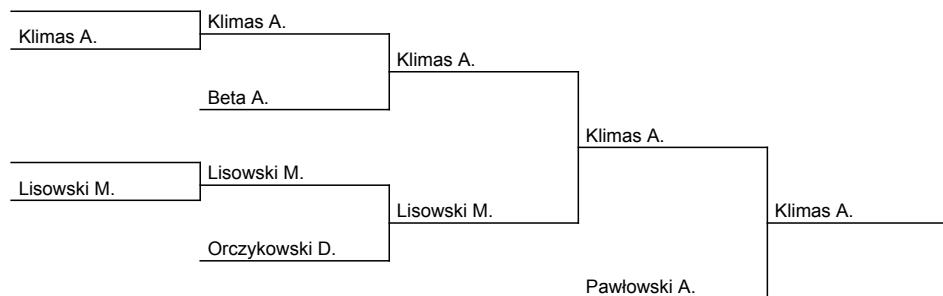 Klimas A.
Klimas A.
Klimas A.
Beta A.
Klimas A.
Lisowski M.
Lisowski M.
Lisowski M.
Klimas A.
Orczykowski D.
Pawłowski A.